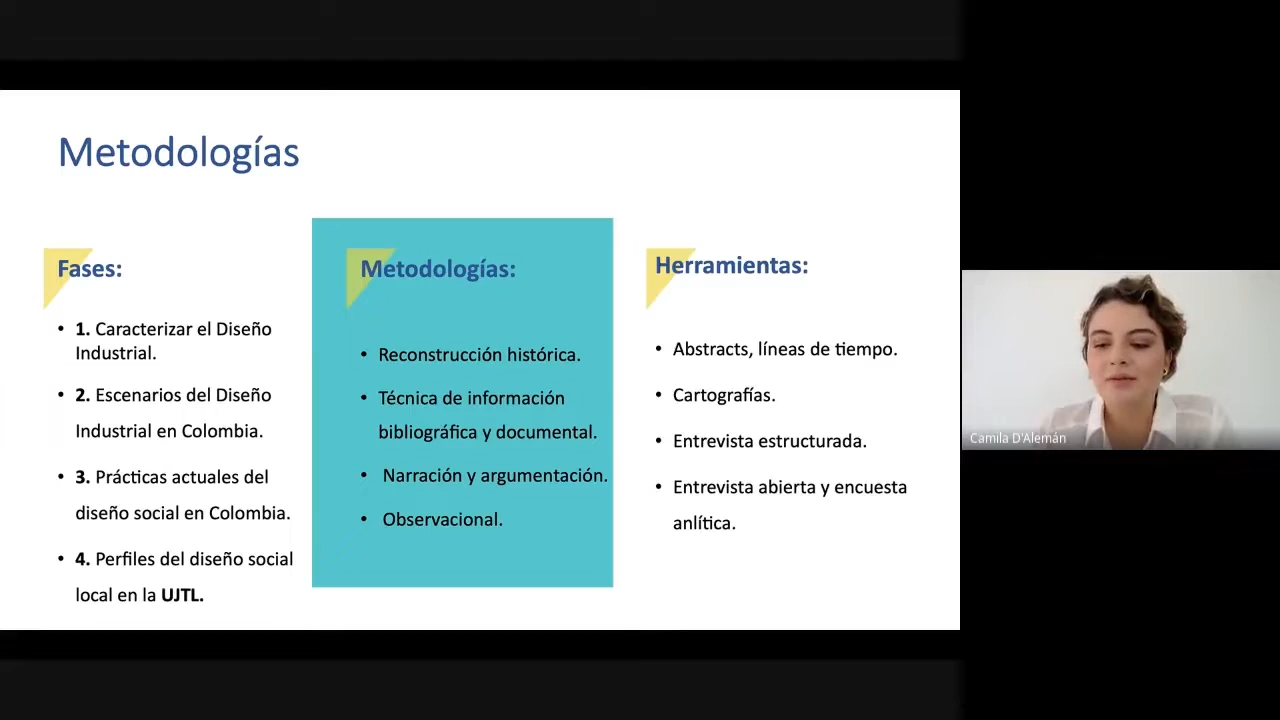 Metodologías
Fases:
• 1. Caracterizar el Diseño
Industrial.
• 2. Escenarios del Diseño
Industrial en Colombia.
• 3. Prácticas actuales del
diseño social en Colombia.
• 4. Perfiles del diseño social
local en la UJTL.
Metodologías:
• Reconstrucción histórica.
• Técnica de información
bibliográfica y documental.
• Narración y argumentación.
• Observacional.
Herramientas:
• Abstracts, líneas de tiempo.
• Cartografías.
• Entrevista estructurada.
• Entrevista abierta y encuesta
anlítica.
Camila D'Alemán